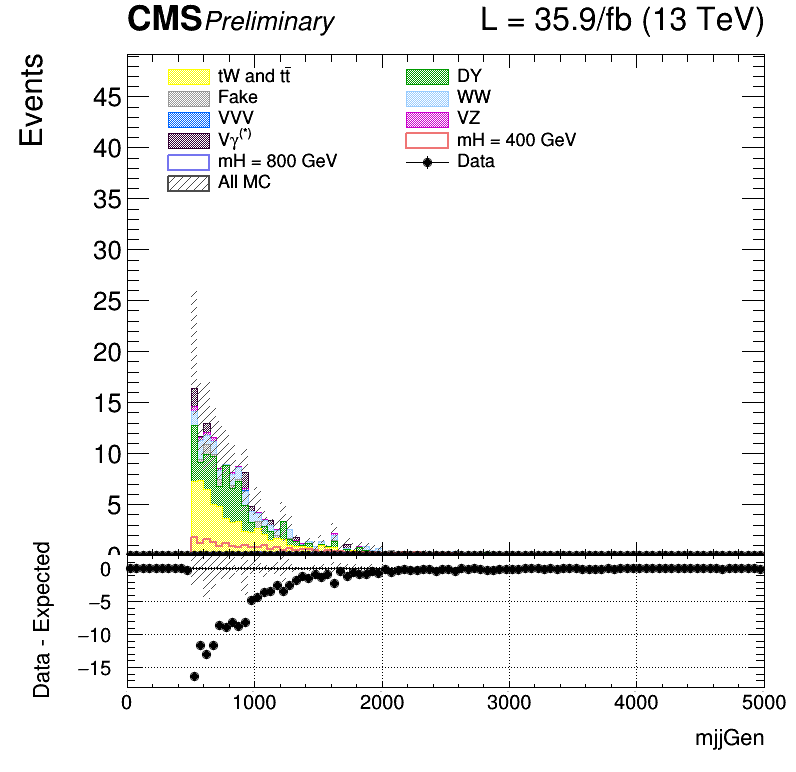 CMS Preliminary L = 35.9/fb (13 TeV)
Events
tW and tt̄ DY
Fake WW
VVV VZ
Vγ(*) mH = 400 GeV
mH = 800 GeV Data
All MC
45
40
35
30
25
20
15
10
5
0
Data - Expected
0
−5
−10
−15
0 1000 2000 3000 4000 5000
mjjGen